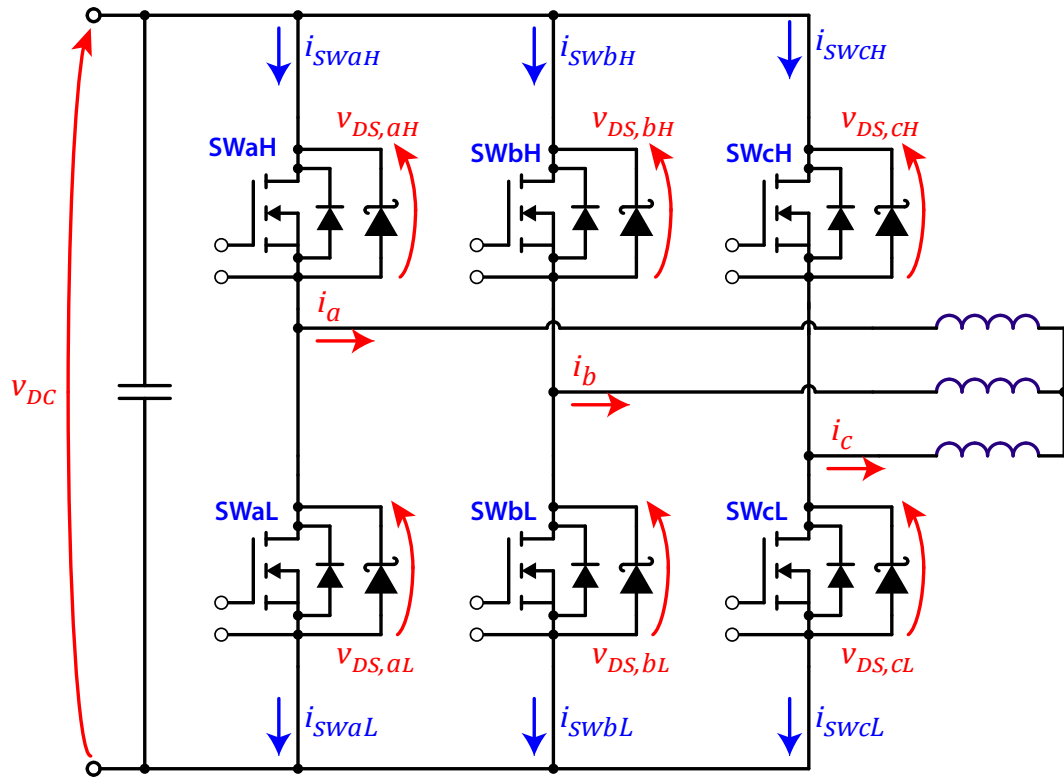 i_SWaH i_SWbH i_SWcH
v_DS,aH v_DS,bH v_DS,cH
SWaH SWbH SWcH
i_a
i_b
v_DC
i_c
SWaL SWbL SWcL
v_DS,aL v_DS,bL v_DS,cL
i_SWaL i_SWbL i_SWcL